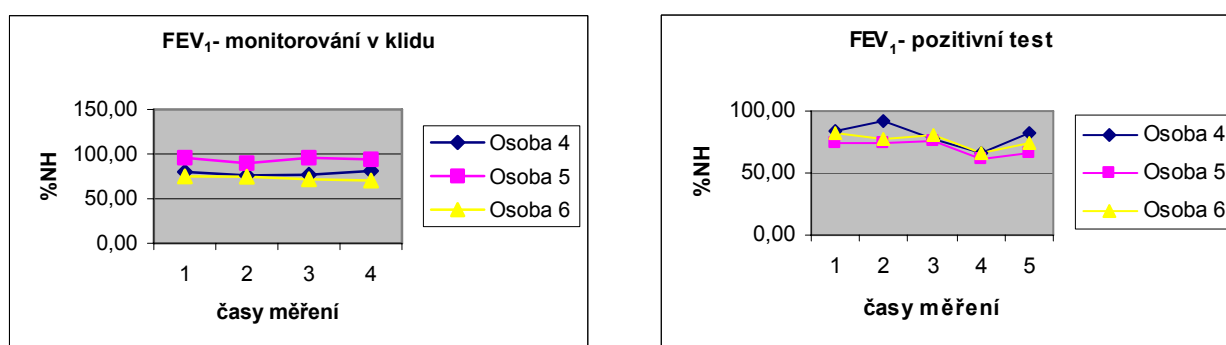 FEV₁- monitorování v klidu
150,00
100,00
50,00
0,00
%NH
1 2 3 4
časy měření
Osoba 4
Osoba 5
Osoba 6
FEV₁- pozitivní test
100,00
50,00
0,00
%NH
1 2 3 4 5
časy měření
Osoba 4
Osoba 5
Osoba 6